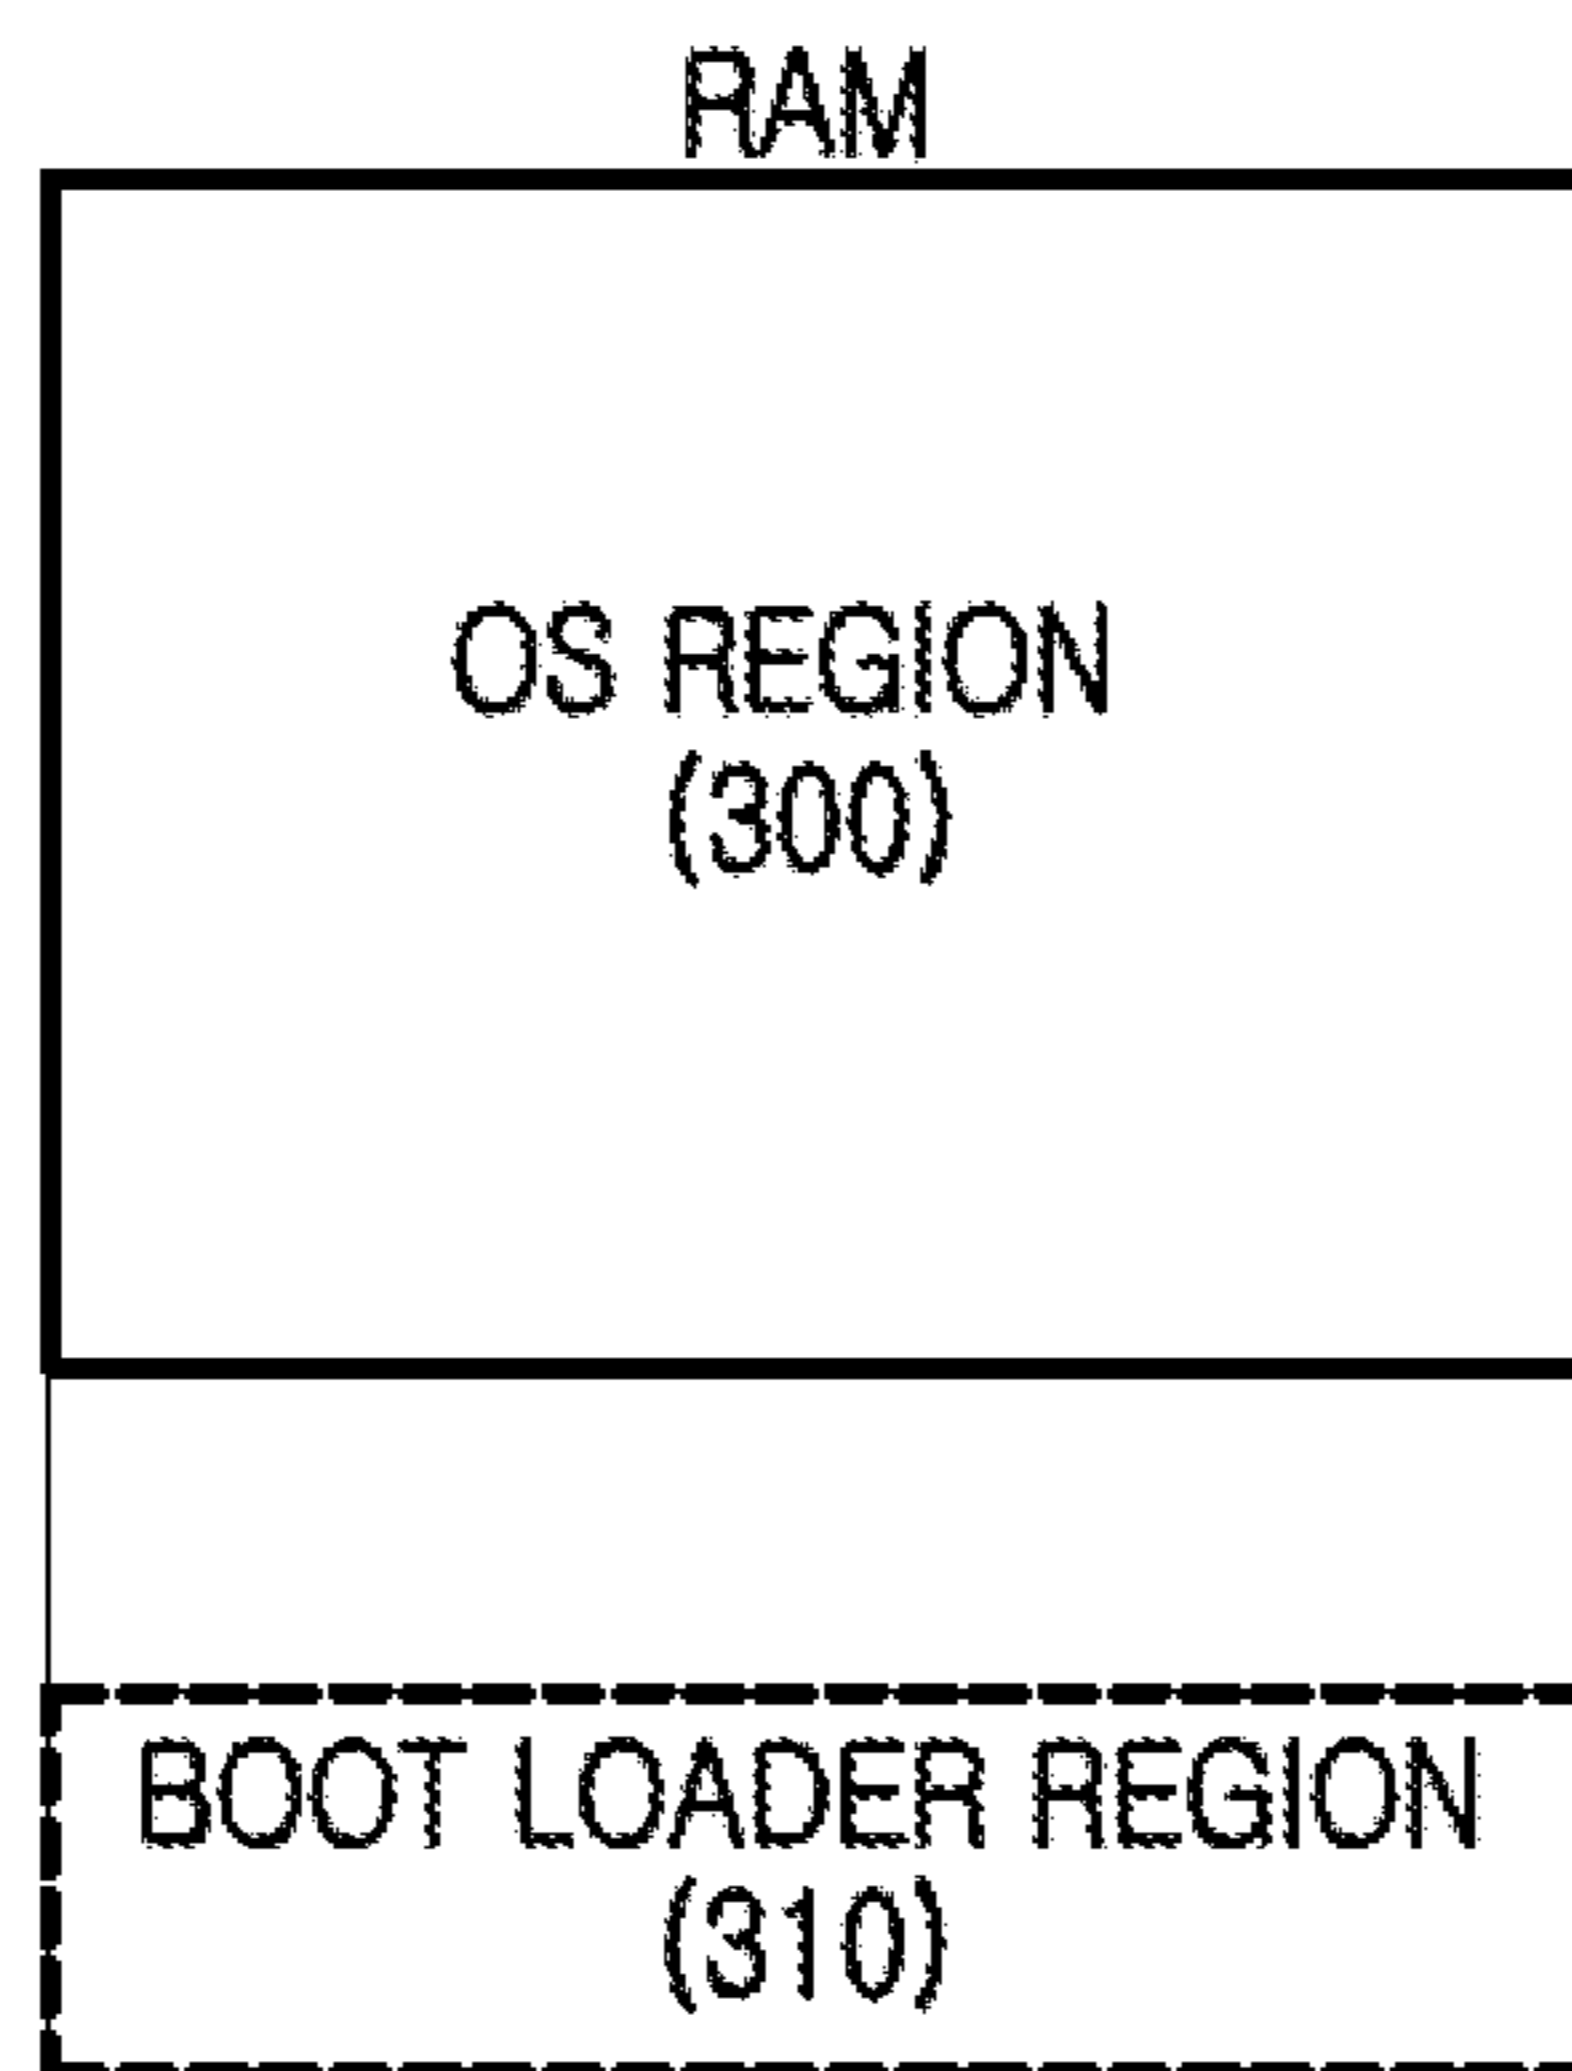 RAM
OS REGION
(300)
BOOT LOADER REGION
(310)